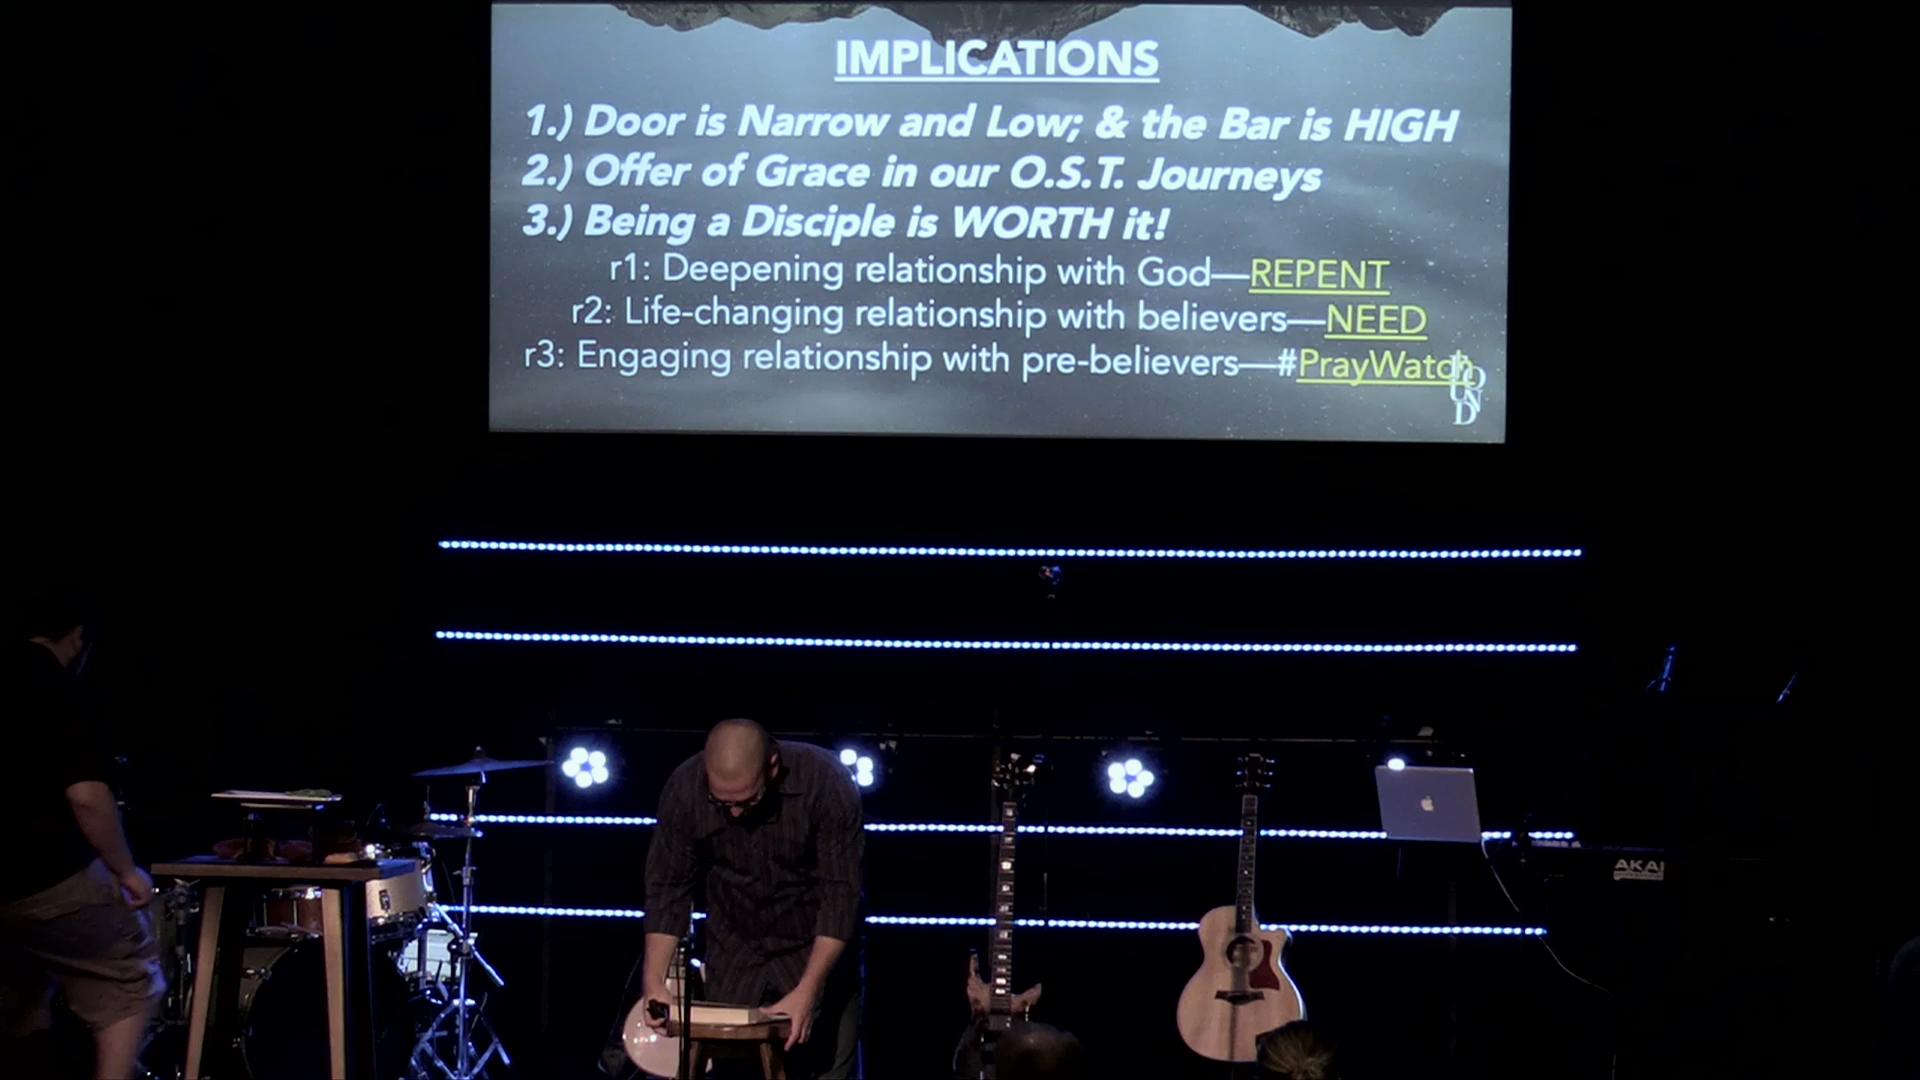 IMPLICATIONS
1.) Door is Narrow and Low; & the Bar is HIGH
2.) Offer of Grace in our O.S.T. Journeys
3.) Being a Disciple is WORTH it!
r1: Deepening relationship with God—REPENT
r2: Life-changing relationship with believers—NEED
r3: Engaging relationship with pre-believers—#PrayWatch
FOUND
AKAI